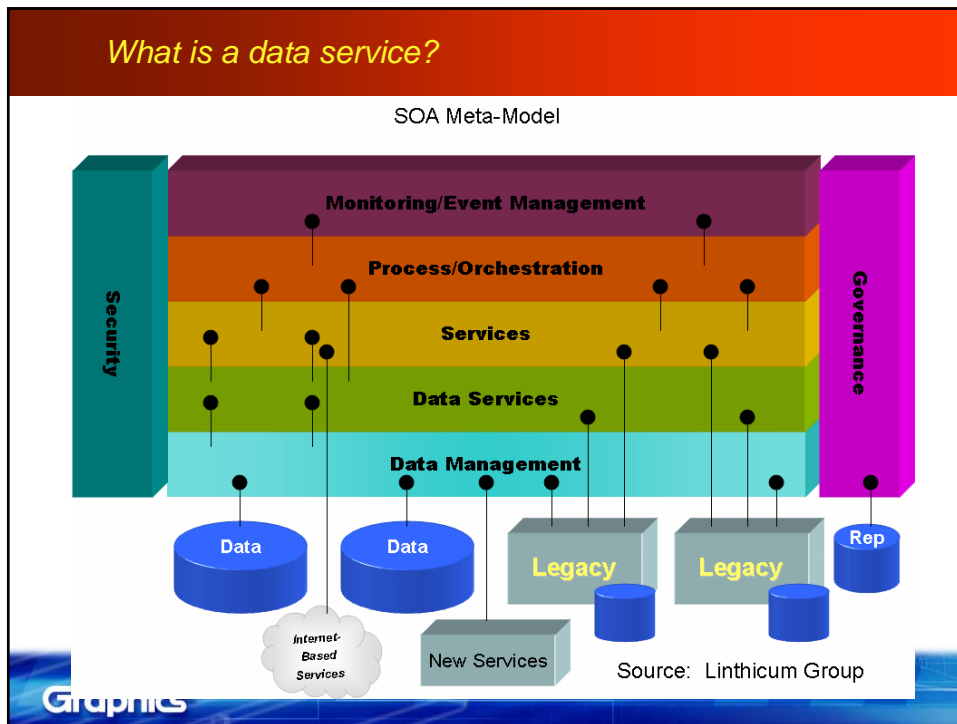 What is a data service?
SOA Meta-Model
Monitoring/Event Management
Process/Orchestration
Services
Data Services
Data Management
Security
Governance
Data
Data
Legacy
Legacy
Rep
Internet-
Based
Services
New Services
Source: Linthicum Group
Graphics